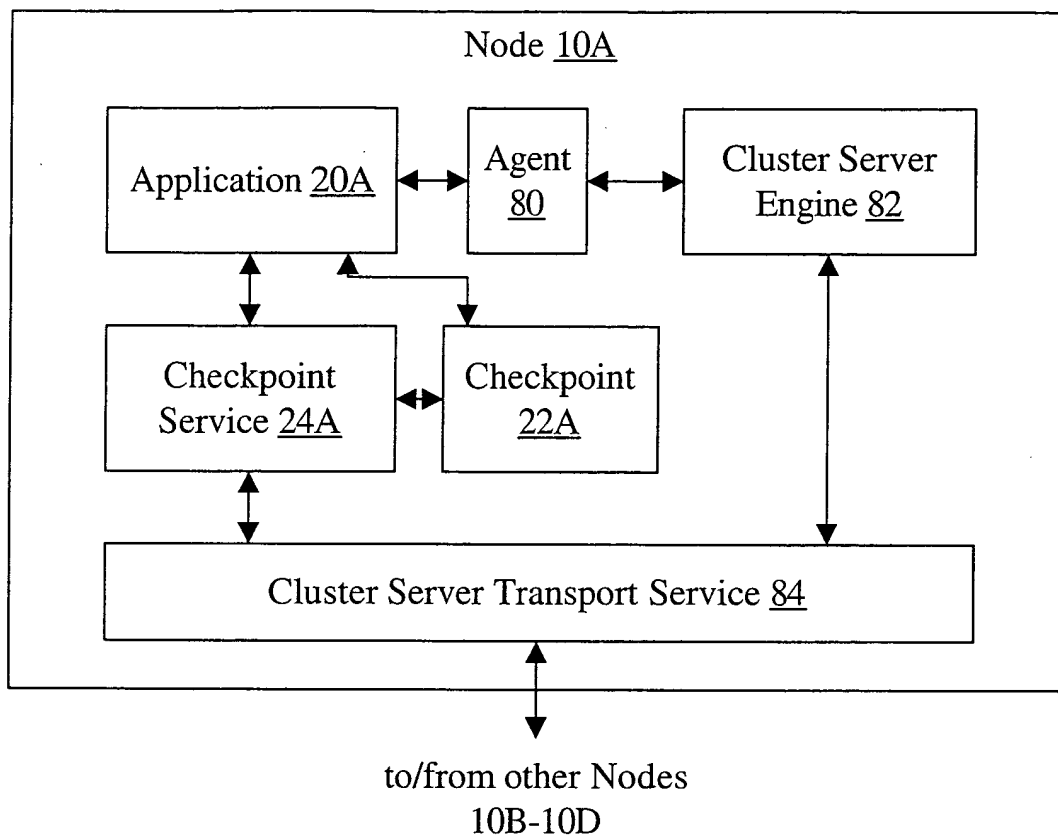 Node 10A
Application 20A
Agent
80
Cluster Server
Engine 82
Checkpoint
Service 24A
Checkpoint
22A
Cluster Server Transport Service 84
to/from other Nodes
10B-10D